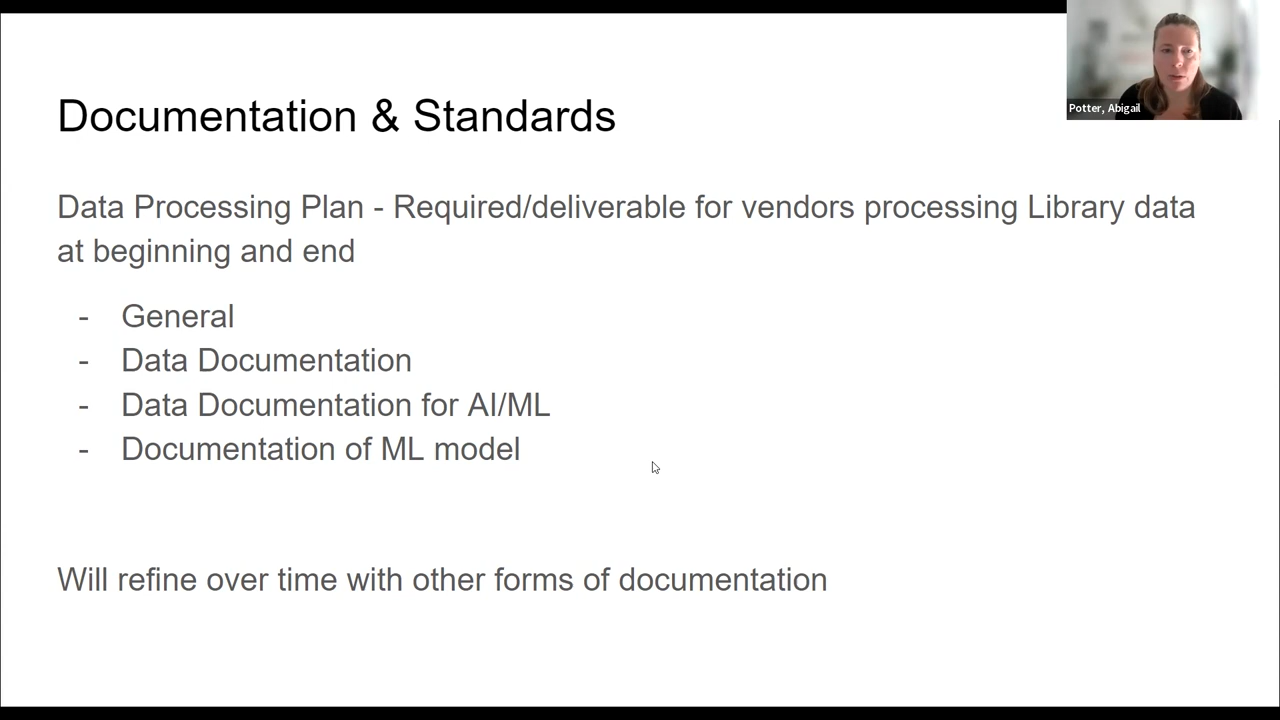 Potter, Abigail
Documentation & Standards
Data Processing Plan - Required/deliverable for vendors processing Library data
at beginning and end
- General
- Data Documentation
- Data Documentation for AI/ML
- Documentation of ML model
Will refine over time with other forms of documentation